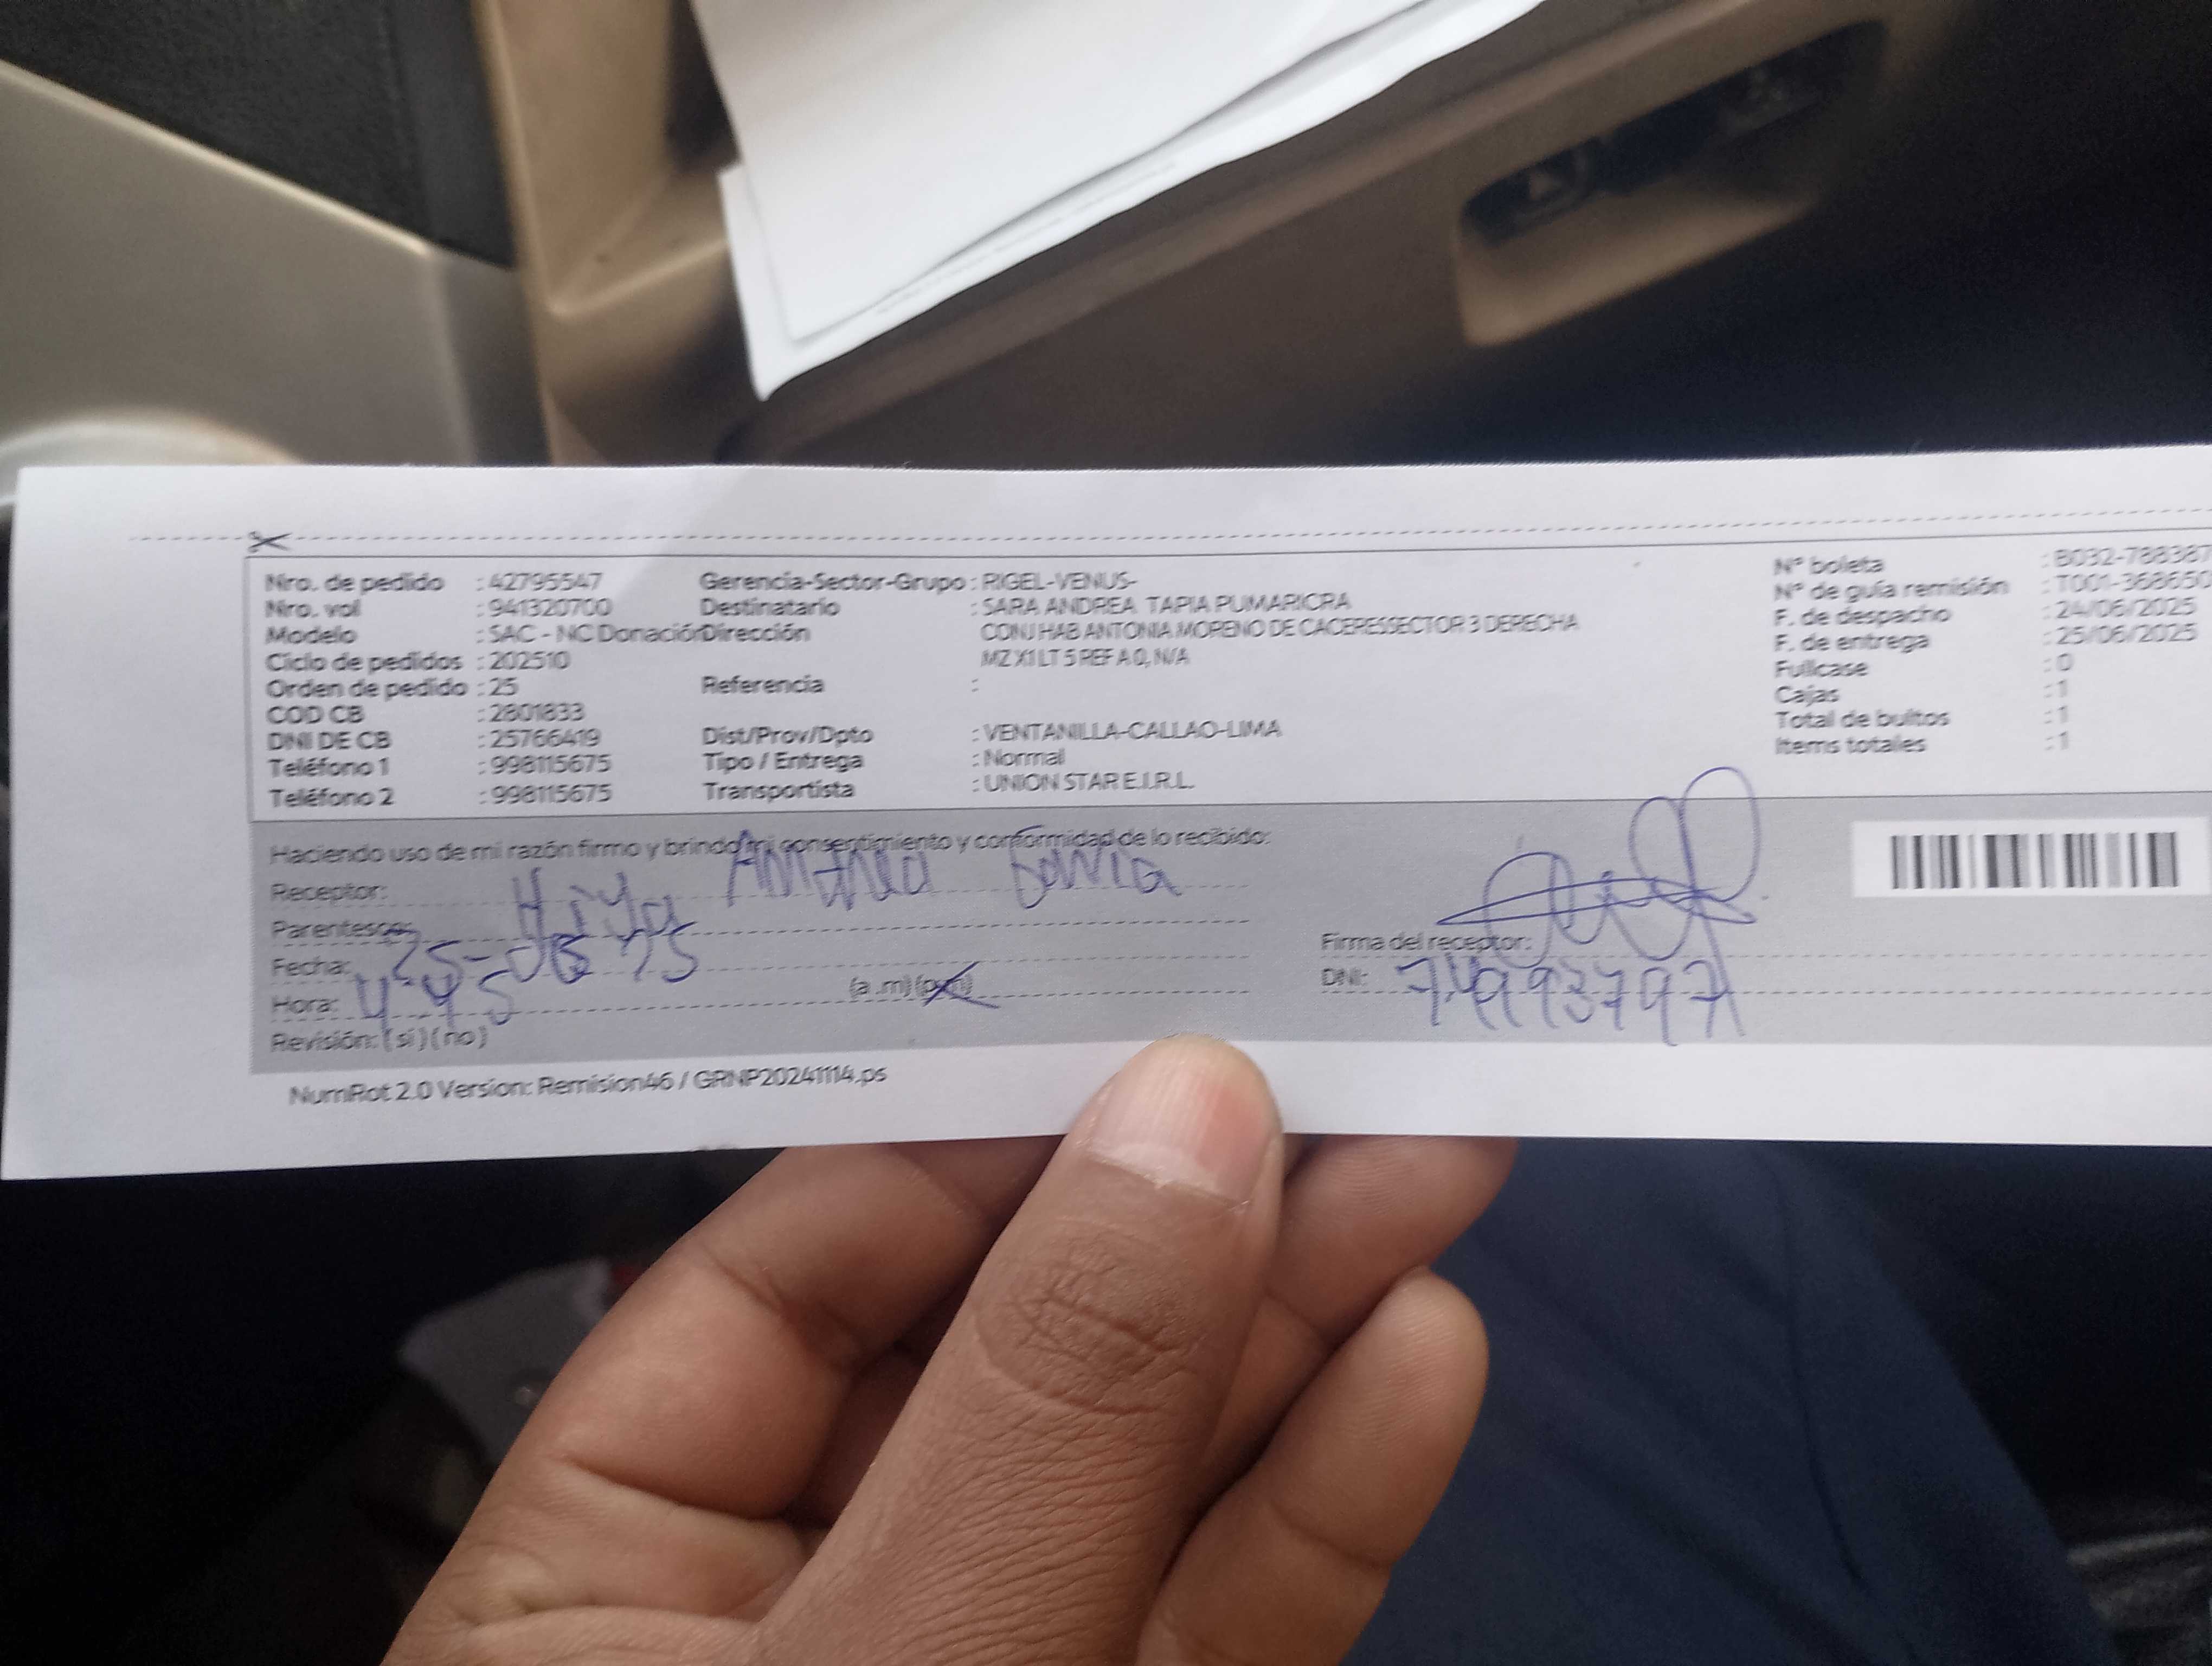 Nro. de pedido : 42795547 Gerencia-Sector-Grupo : RIGEL-VENUS- Nº boleta : B032-788387
Nro. vol : 941320700 Destinatario : SARA ANDREA TAPIA PUMARICRA Nº de guía remisión : T001-368650
Modelo : SAC - NC Donación Dirección CONJ HAB ANTONIA MORENO DE CACERESSECTOR 3 DERECHA F. de despacho : 24/06/2025
Ciclo de pedidos : 202510 MZ X1 LT 5 REF A 0, N/A F. de entrega : 25/06/2025
Orden de pedido : 25 Referencia : Fullcase : 0
COD CB : 2801833 Cajas : 1
DNI DE CB : 25766419 Dist/Prov/Dpto : VENTANILLA-CALLAO-LIMA Total de bultos : 1
Teléfono 1 : 998115675 Tipo / Entrega : Normal Items totales : 1
Teléfono 2 : 998115675 Transportista : UNION STAR E.I.R.L.
Haciendo uso de mi razón firmo y brindo mi consentimiento y conformidad de lo recibido:
Receptor:
Parentesco: Hija
Fecha: 25-06
Hora: 4:45 (a .m) (p.m)
Revisión: ( si ) ( no )
Firma del receptor:
DNI:
NumRot 2.0 Version: Remision46 / GRNP20241114.ps